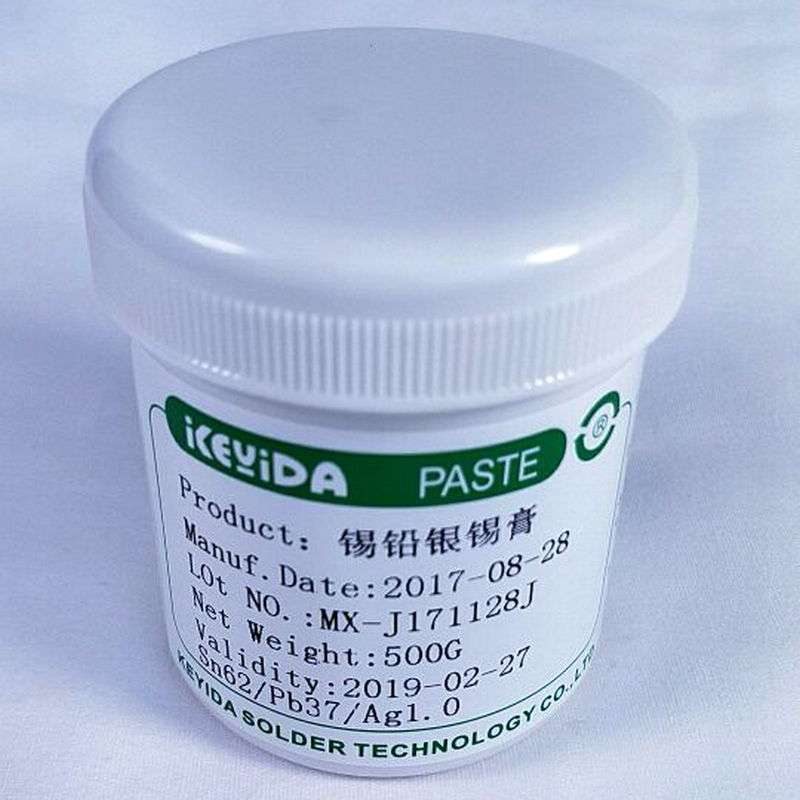 iKEYiDA PASTE ®
Product: 锡铅银锡膏
Manuf.Date:2017-08-28
LOt NO.:MX-J171128J
Net Weight:500G
Validity:2019-02-27
Sn62/Pb37/Ag1.0
KEYIDA SOLDER TECHNOLOGY CO.,LTD